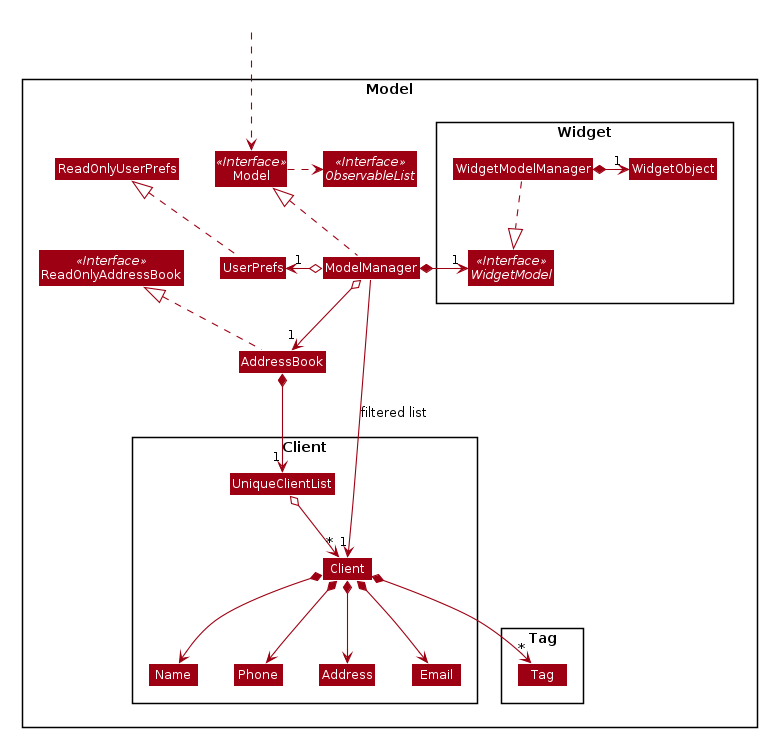 Model
Widget
ReadOnlyUserPrefs
«Interface»
Model
«Interface»
ObservableList
WidgetModelManager
1
WidgetObject
«Interface»
ReadOnlyAddressBook
UserPrefs
1
ModelManager
1
«Interface»
WidgetModel
1
AddressBook
filtered list
Client
1
UniqueClientList
*
1
Client
Tag
*
Name
Phone
Address
Email
Tag